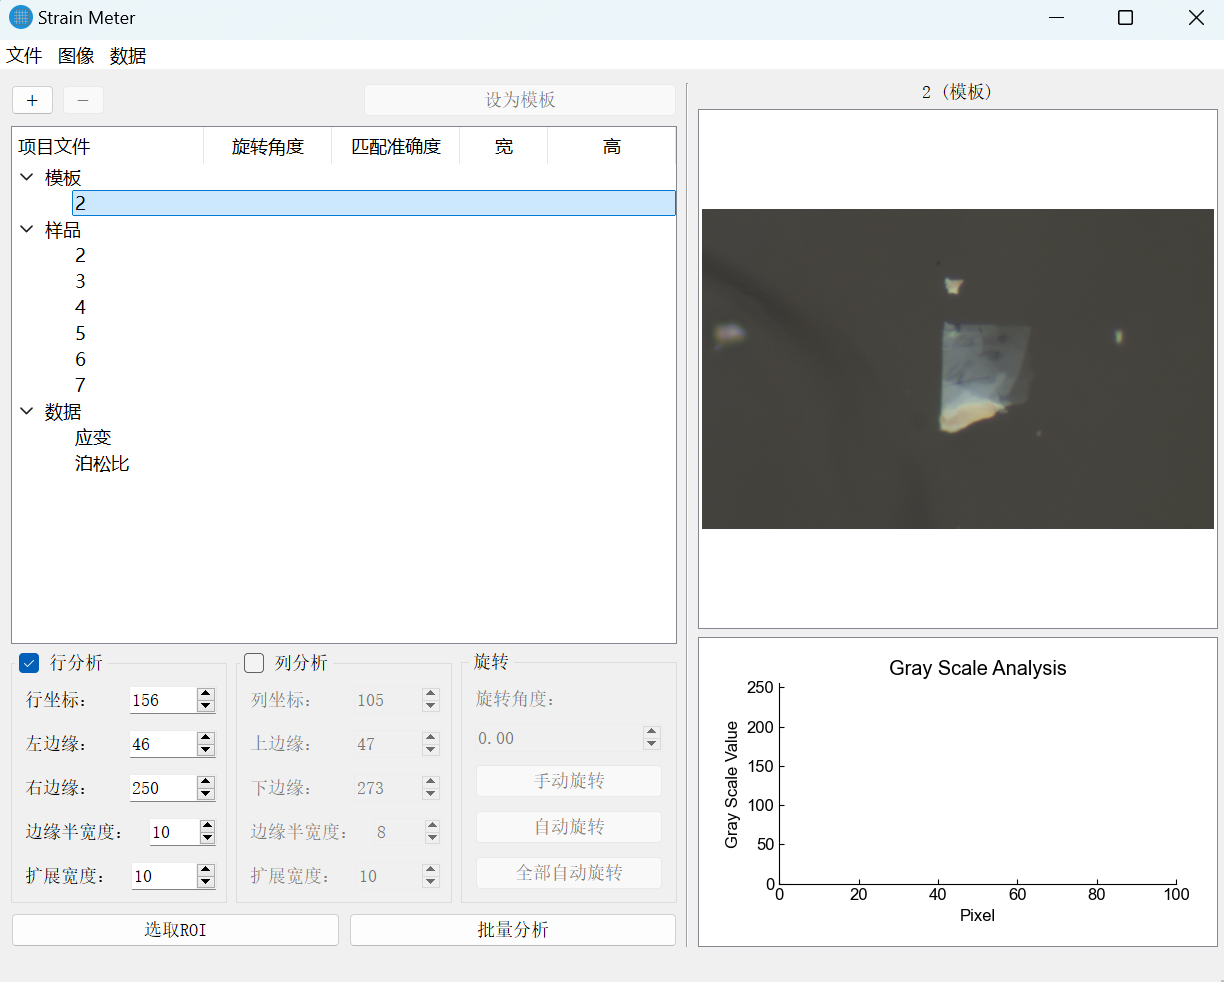 Strain Meter
文件 图像 数据
+ −
设为模板
2 (模板)
项目文件 旋转角度 匹配准确度 宽 高
模板
2
样品
2
3
4
5
6
7
数据
应变
泊松比
行分析
行坐标: 156
左边缘: 46
右边缘: 250
边缘半宽度: 10
扩展宽度: 10
列分析
列坐标: 105
上边缘: 47
下边缘: 273
边缘半宽度: 8
扩展宽度: 10
旋转
旋转角度:
0.00
手动旋转
自动旋转
全部自动旋转
选取ROI
批量分析
Gray Scale Analysis
Gray Scale Value
250
200
150
100
50
0
0 20 40 60 80 100
Pixel